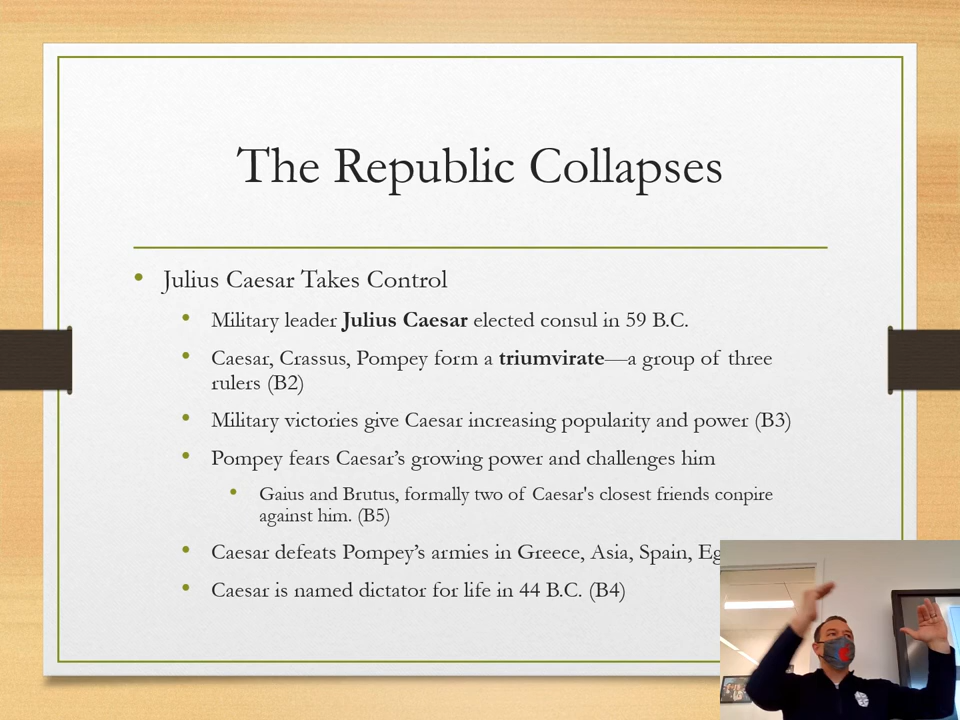 The Republic Collapses
• Julius Caesar Takes Control
• Military leader Julius Caesar elected consul in 59 B.C.
• Caesar, Crassus, Pompey form a triumvirate—a group of three
rulers (B2)
• Military victories give Caesar increasing popularity and power (B3)
• Pompey fears Caesar's growing power and challenges him
• Gaius and Brutus, formally two of Caesar's closest friends conpire
against him. (B5)
• Caesar defeats Pompey's armies in Greece, Asia, Spain,
• Caesar is named dictator for life in 44 B.C. (B4)